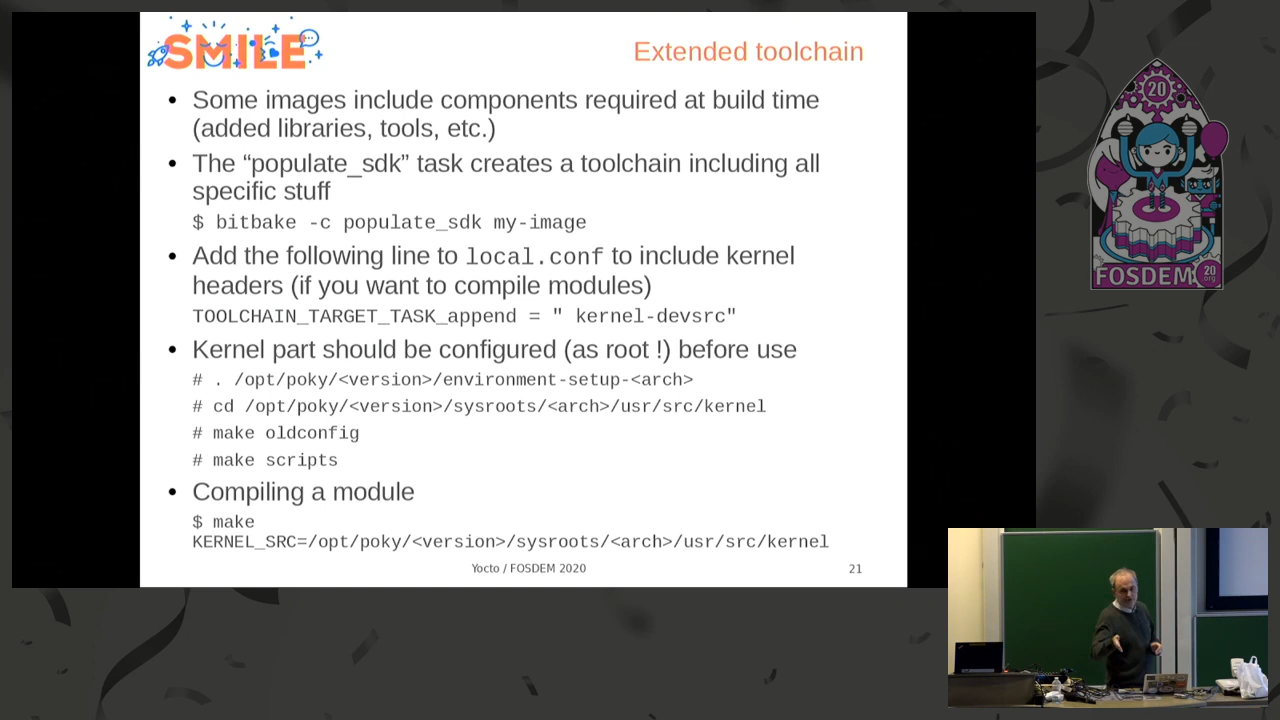 SMILE
Extended toolchain
• Some images include components required at build time
(added libraries, tools, etc.)
• The “populate_sdk” task creates a toolchain including all
specific stuff
$ bitbake -c populate_sdk my-image
• Add the following line to local.conf to include kernel
headers (if you want to compile modules)
TOOLCHAIN_TARGET_TASK_append = " kernel-devsrc"
• Kernel part should be configured (as root !) before use
# . /opt/poky/<version>/environment-setup-<arch>
# cd /opt/poky/<version>/sysroots/<arch>/usr/src/kernel
# make oldconfig
# make scripts
• Compiling a module
$ make
KERNEL_SRC=/opt/poky/<version>/sysroots/<arch>/usr/src/kernel
Yocto / FOSDEM 2020
21
20
FOSDEM
20
.org